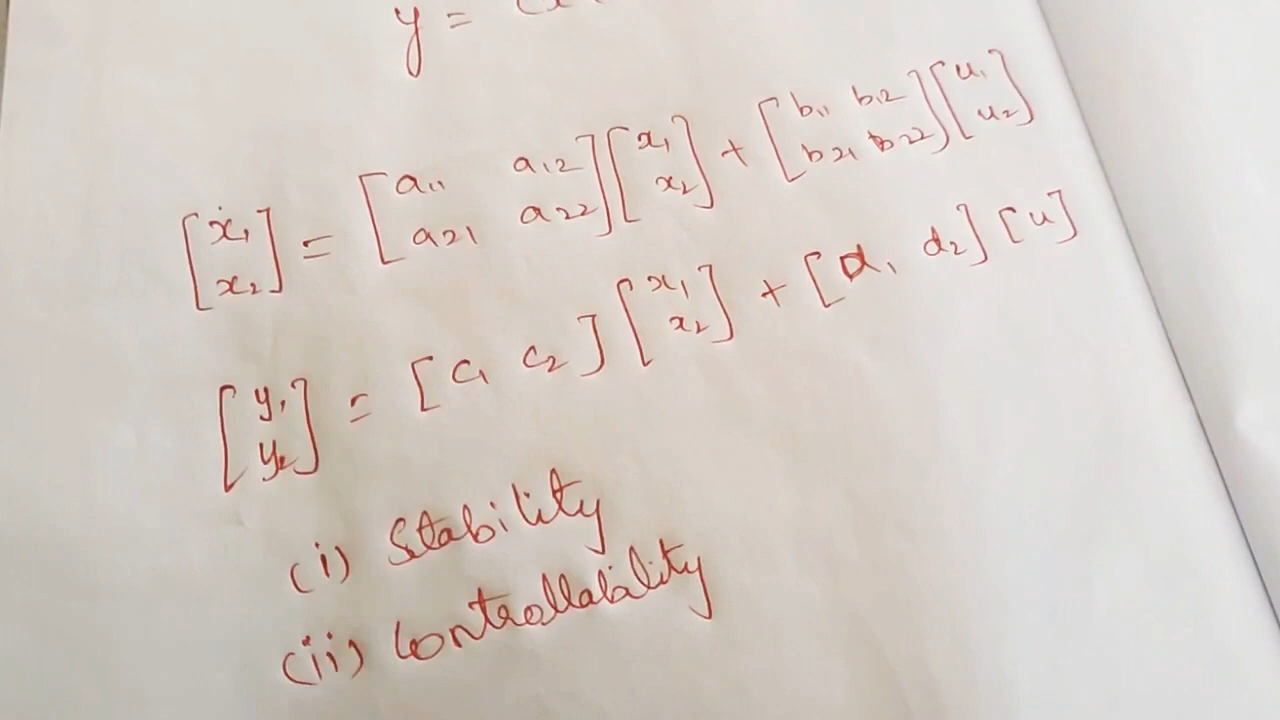 y =
[ẋ₁ x₂] = [a₁₁ a₁₂ a₂₁ a₂₂] [x₁ x₂] + [b₁₁ b₁₂ b₂₁ b₂₂] [u₁ u₂]
[y₁ y₂] = [c₁ c₂] [x₁ x₂] + [d₁ d₂] [u]
(i) Stability
(ii) Controllability